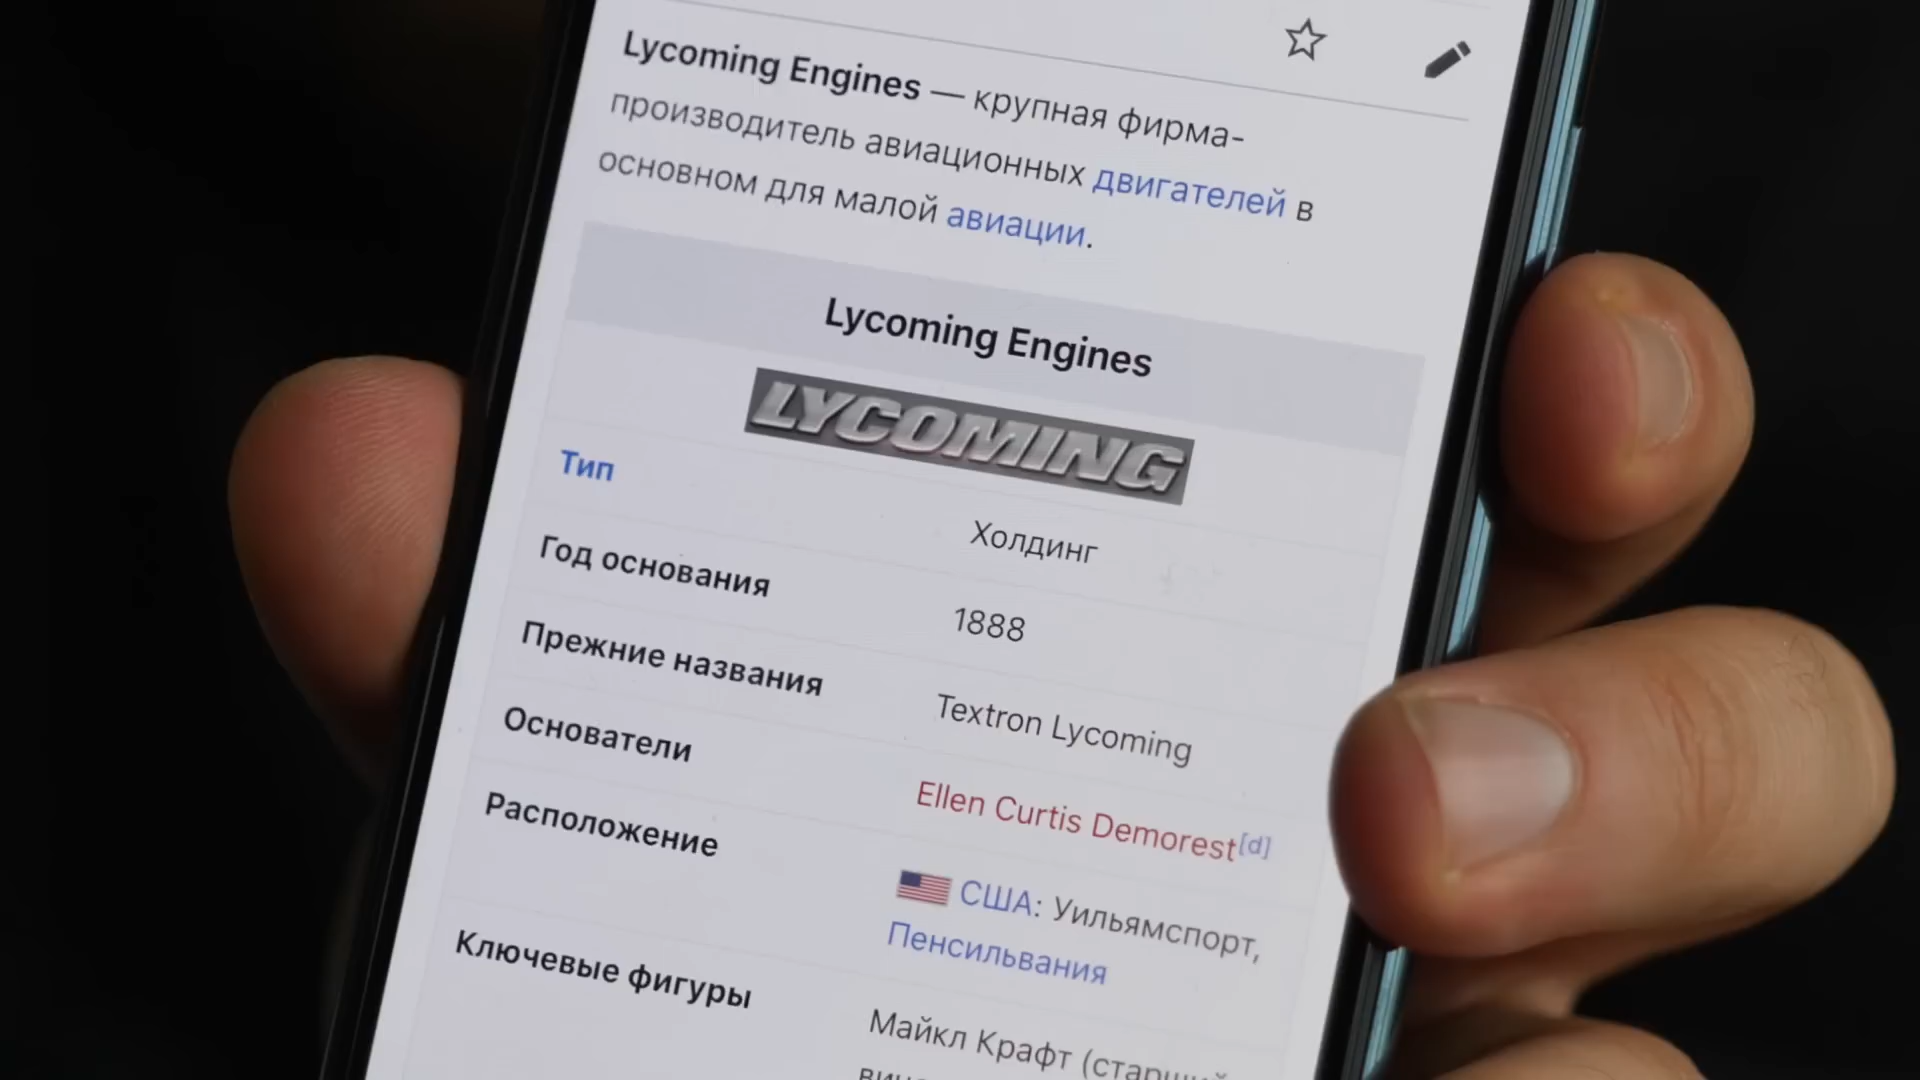 Lycoming Engines — крупная фирма-
производитель авиационных двигателей в
основном для малой авиации.
Lycoming Engines
LYCOMING
Тип
Холдинг
Год основания
1888
Прежние названия
Textron Lycoming
Основатели
Ellen Curtis Demorest[d]
Расположение
США: Уильямспорт,
Пенсильвания
Ключевые фигуры
Майкл Крафт (старший